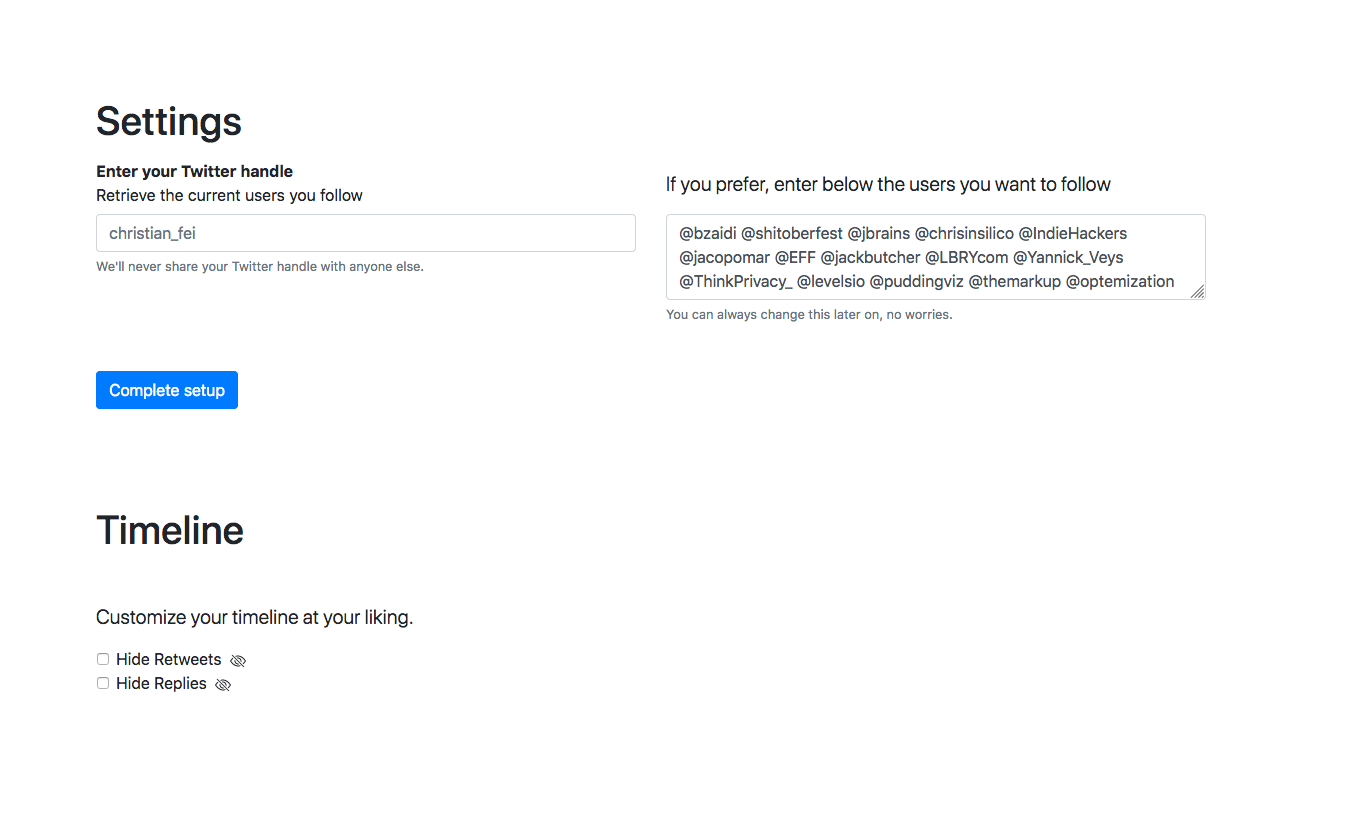 Settings
Enter your Twitter handle
Retrieve the current users you follow
christian_fei
We'll never share your Twitter handle with anyone else.
If you prefer, enter below the users you want to follow
@bzaidi @shitoberfest @jbrains @chrisinsilico @IndieHackers
@jacopomar @EFF @jackbutcher @LBRYcom @Yannick_Veys
@ThinkPrivacy_ @levelsio @puddingviz @themarkup @optemization
You can always change this later on, no worries.
Complete setup
Timeline
Customize your timeline at your liking.
Hide Retweets
Hide Replies